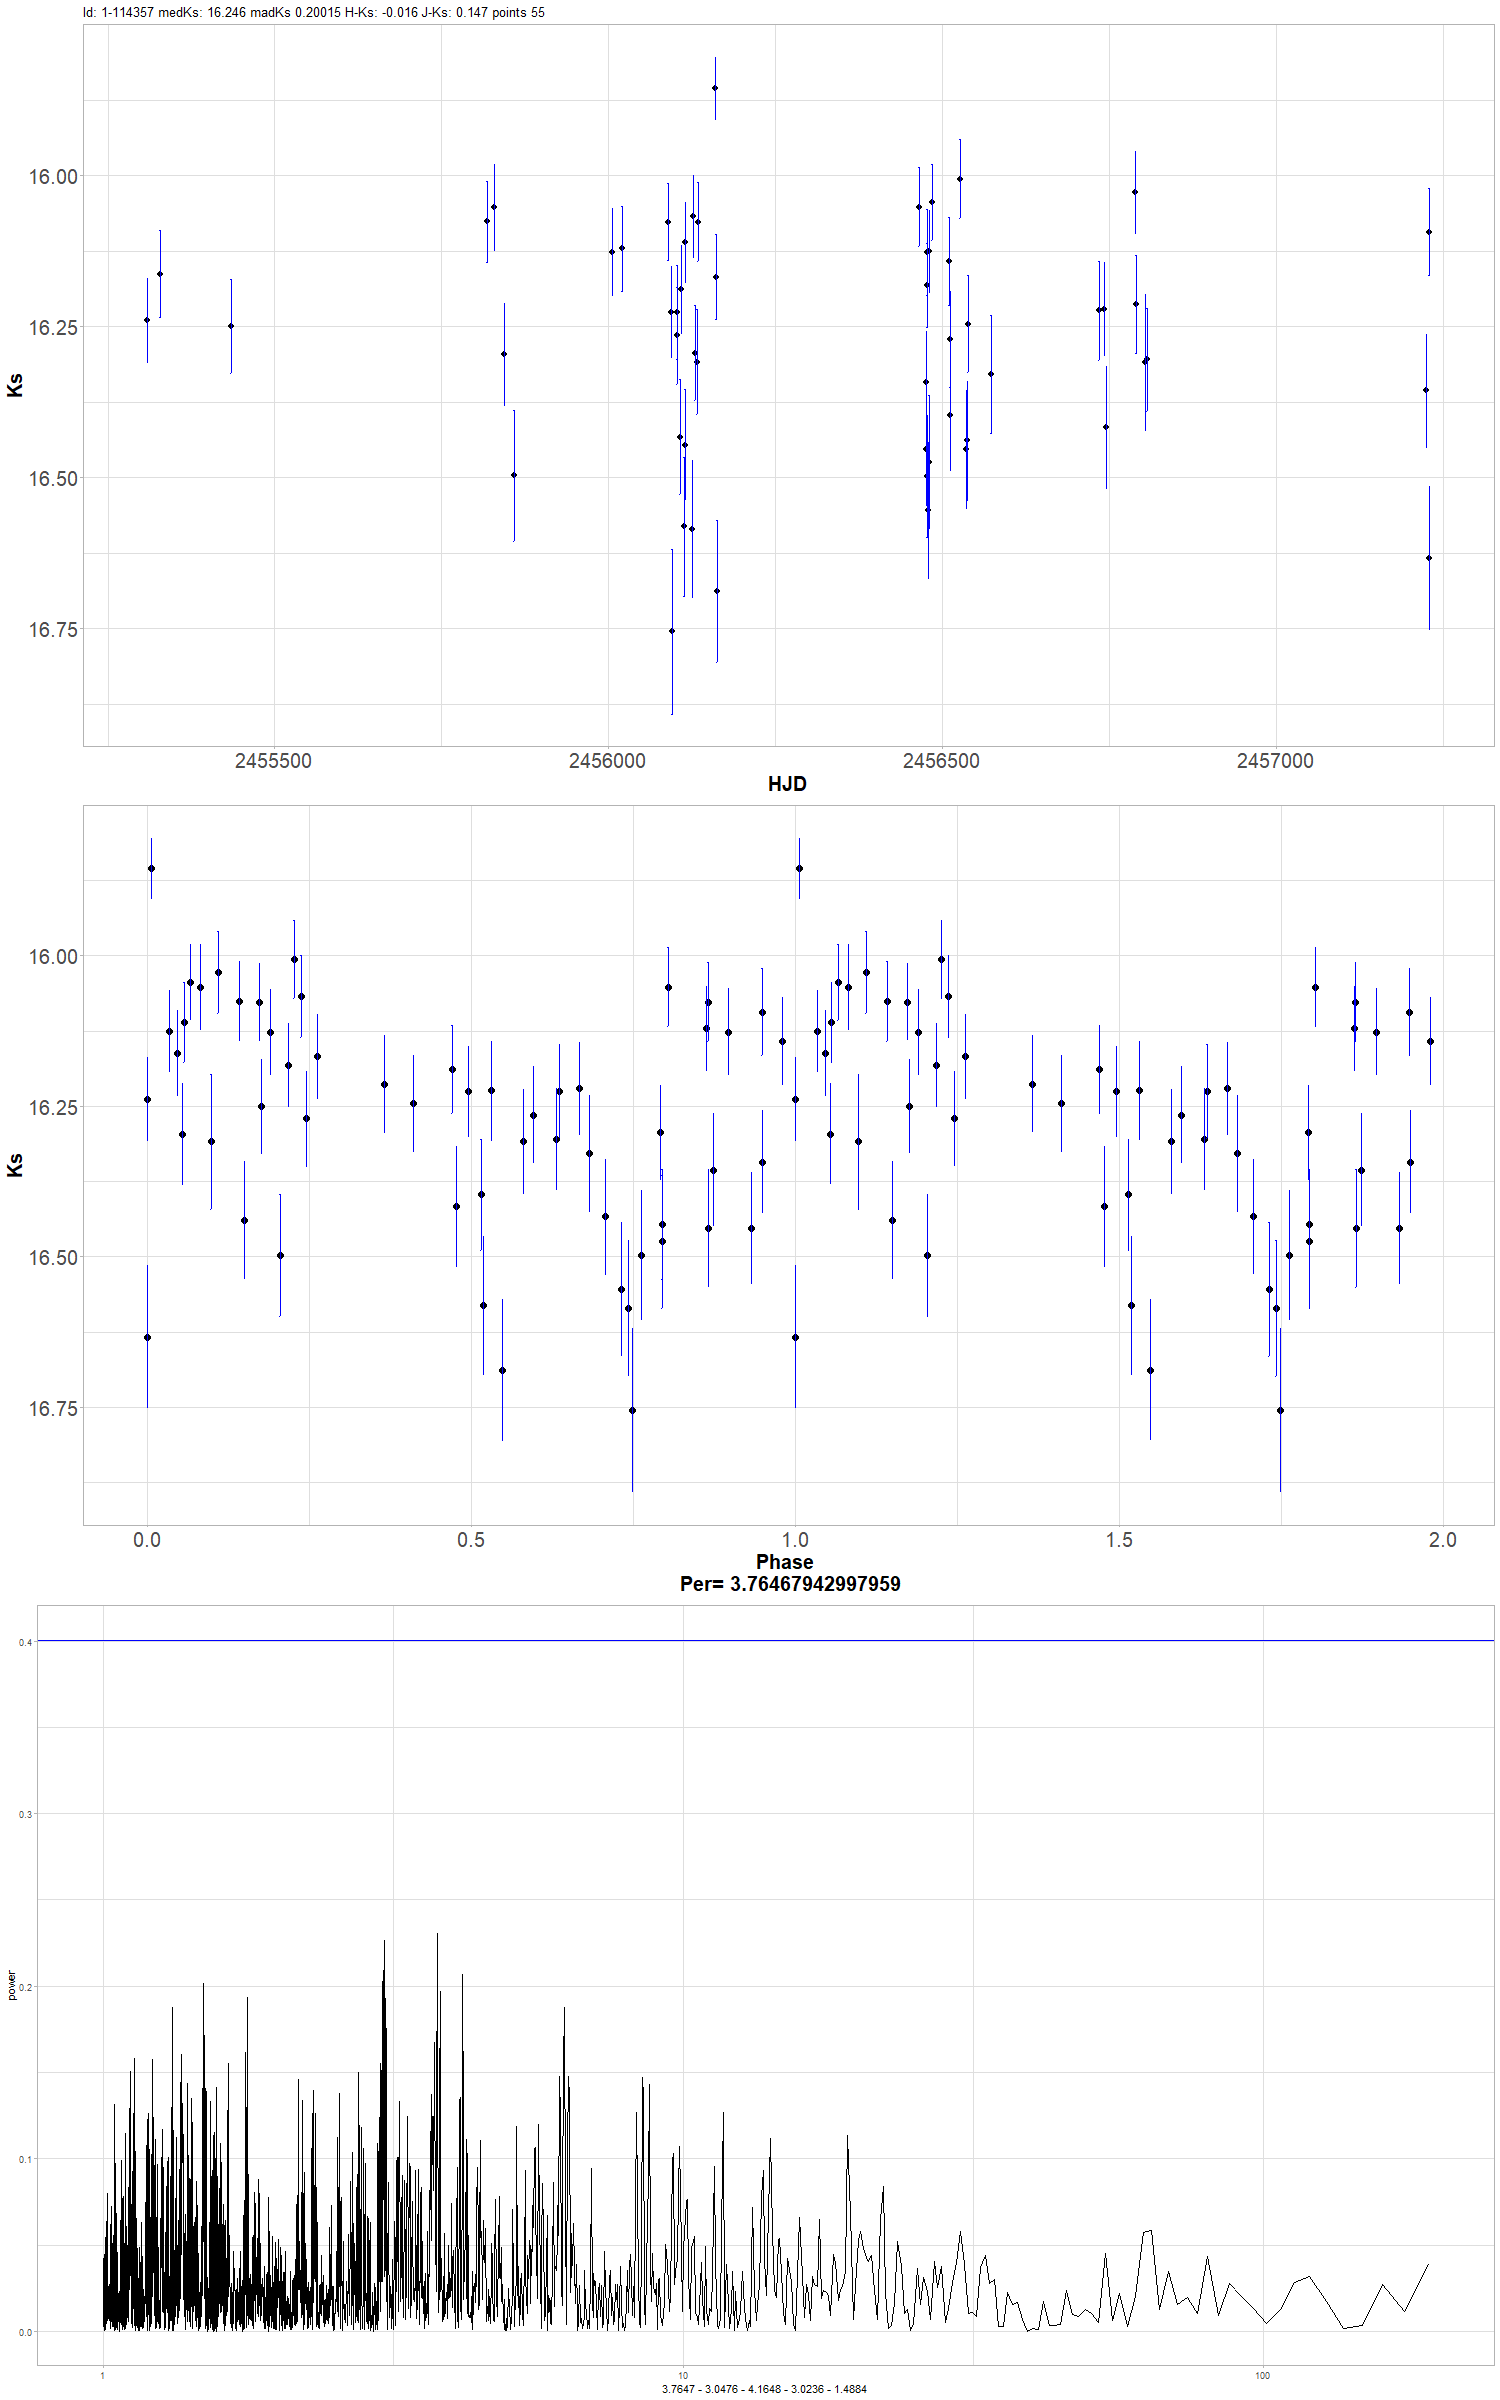 Id: 1-114357 medKs: 16.246 madKs 0.20015 H-Ks: -0.016 J-Ks: 0.147 points 55
16.00
16.25
16.50
16.75
Ks
2455500 2456000 2456500 2457000
HJD
16.00
16.25
16.50
16.75
Ks
0.0 0.5 1.0 1.5 2.0
Phase
Per= 3.76467942997959
0.4
0.3
0.2
0.1
0.0
power
1 10 100
3.7647 - 3.0476 - 4.1648 - 3.0236 - 1.4884